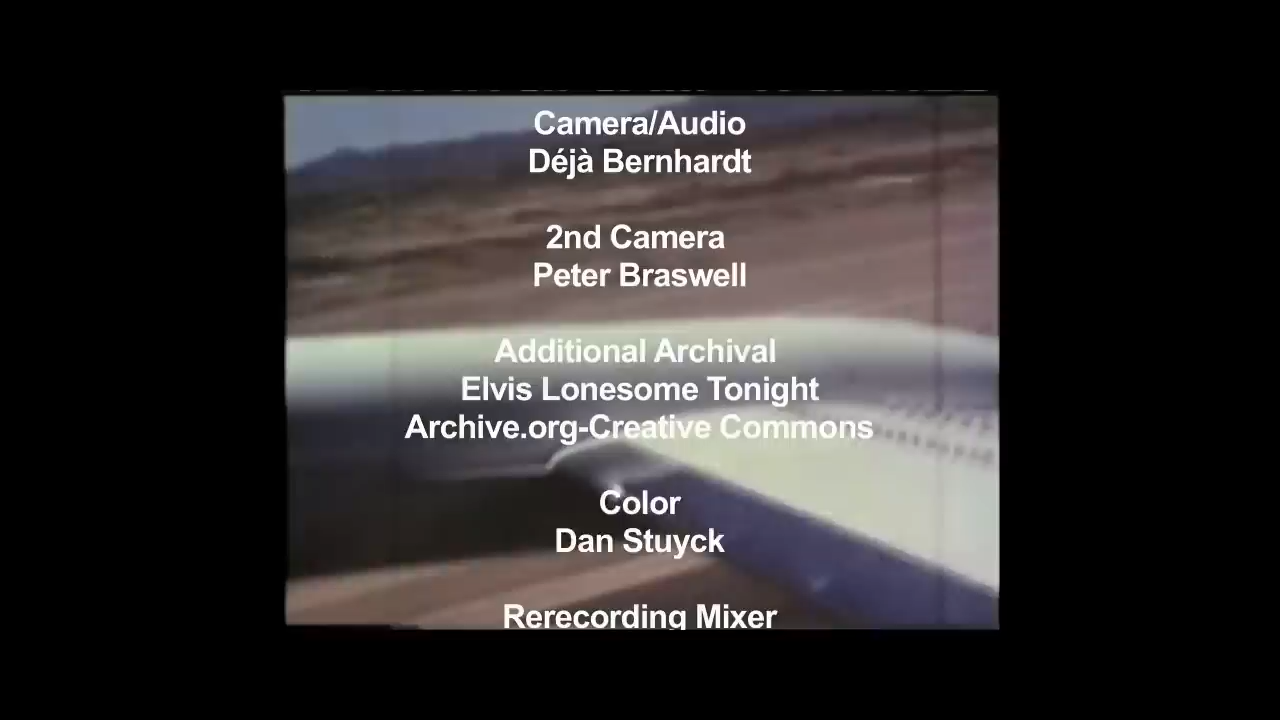 Camera/Audio
Déjà Bernhardt
2nd Camera
Peter Braswell
Additional Archival
Elvis Lonesome Tonight
Archive.org-Creative Commons
Color
Dan Stuyck
Rerecording Mixer